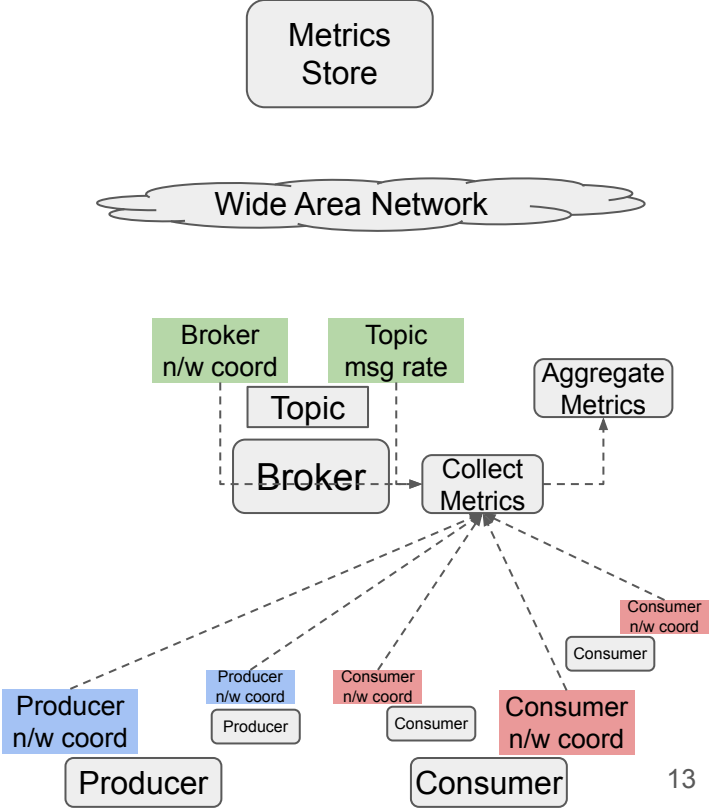 Metrics
Store
Wide Area Network
Broker
n/w coord
Topic
msg rate
Topic
Aggregate
Metrics
Broker
Collect
Metrics
Consumer
n/w coord
Consumer
Producer
n/w coord
Consumer
n/w coord
Producer
n/w coord
Producer
Consumer
Consumer
n/w coord
Producer
Consumer
13